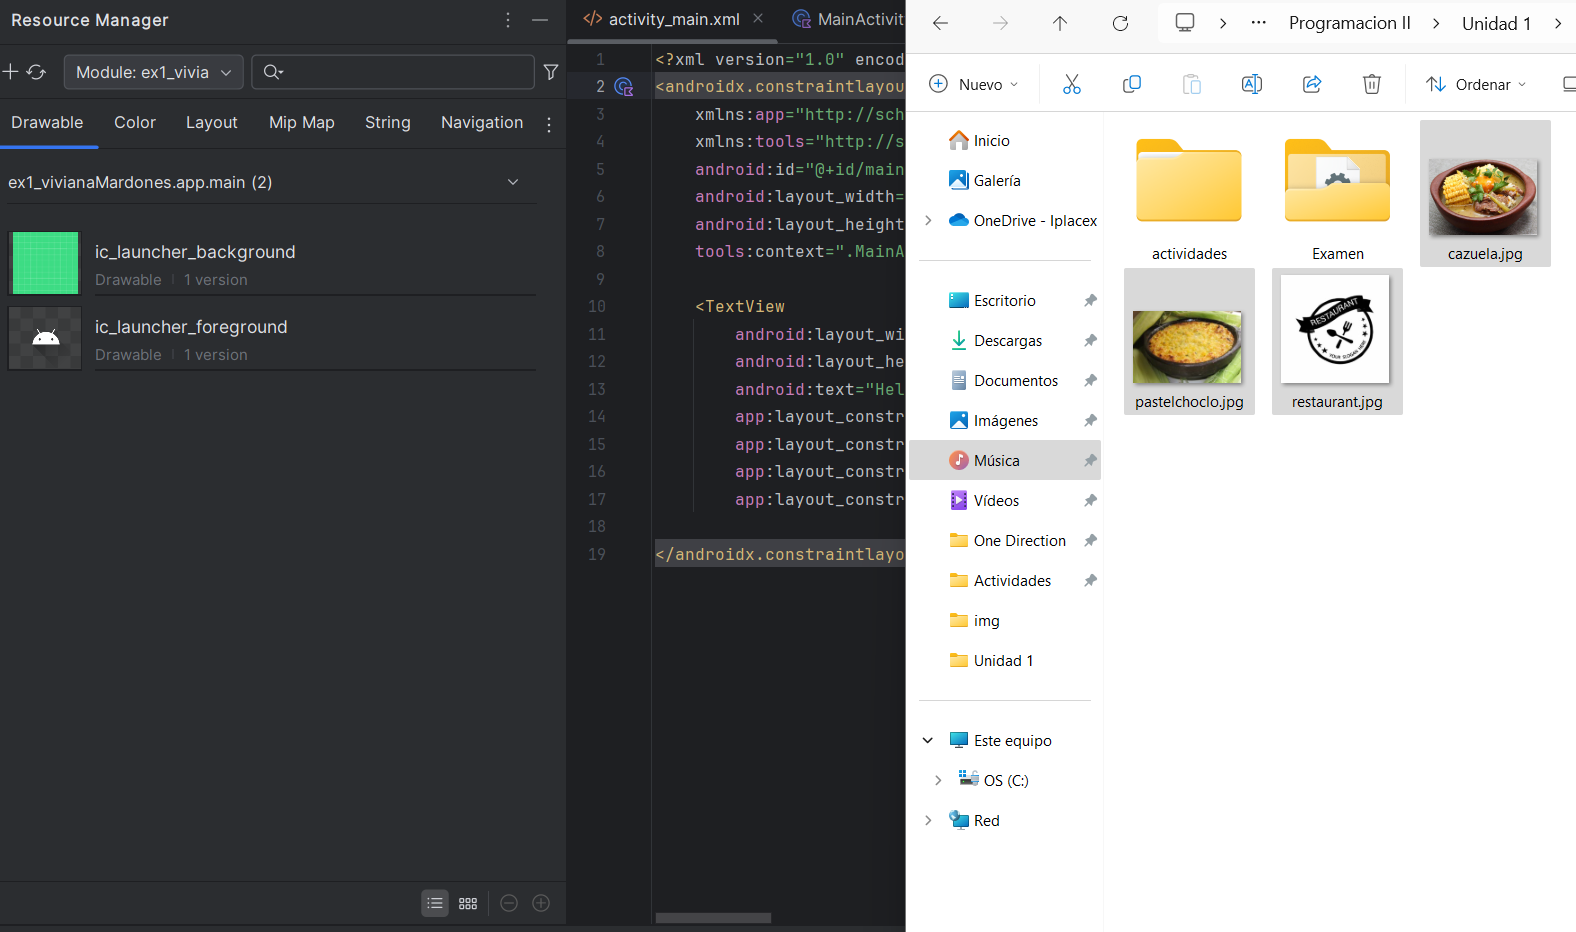 Resource Manager
Module: ex1_vivia
Drawable Color Layout Mip Map String Navigation
ex1_vivianaMardones.app.main (2)
ic_launcher_background
Drawable | 1 version
ic_launcher_foreground
Drawable | 1 version
activity_main.xml
MainActivit
1 <?xml version="1.0" encod
2 <androidx.constraintlayou
3 xmlns:app="http://sch
4 xmlns:tools="http://s
5 android:id="@+id/main
6 android:layout_width=
7 android:layout_height
8 tools:context=".MainA
9
10 <TextView
11 android:layout_wi
12 android:layout_he
13 android:text="Hel
14 app:layout_constr
15 app:layout_constr
16 app:layout_constr
17 app:layout_constr
18
19 </androidx.constraintlayo
Programacion II > Unidad 1 >
Nuevo
Ordenar
Inicio
Galería
OneDrive - Iplacex
Escritorio
Descargas
Documentos
Imágenes
Música
Vídeos
One Direction
Actividades
img
Unidad 1
Este equipo
OS (C:)
Red
actividades
Examen
cazuela.jpg
pastelchoclo.jpg
RESTAURANT
YOUR SLOGAN HERE
restaurant.jpg